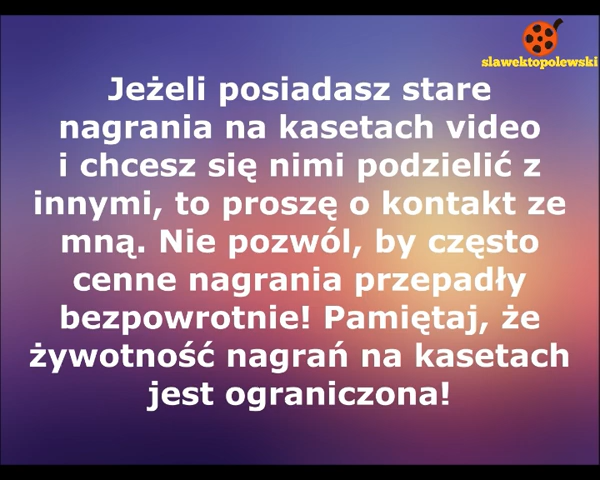 slawektopolewski
Jeżeli posiadasz stare
nagrania na kasetach video
i chcesz się nimi podzielić z
innymi, to proszę o kontakt ze
mną. Nie pozwól, by często
cenne nagrania przepadły
bezpowrotnie! Pamiętaj, że
żywotność nagrań na kasetach
jest ograniczona!